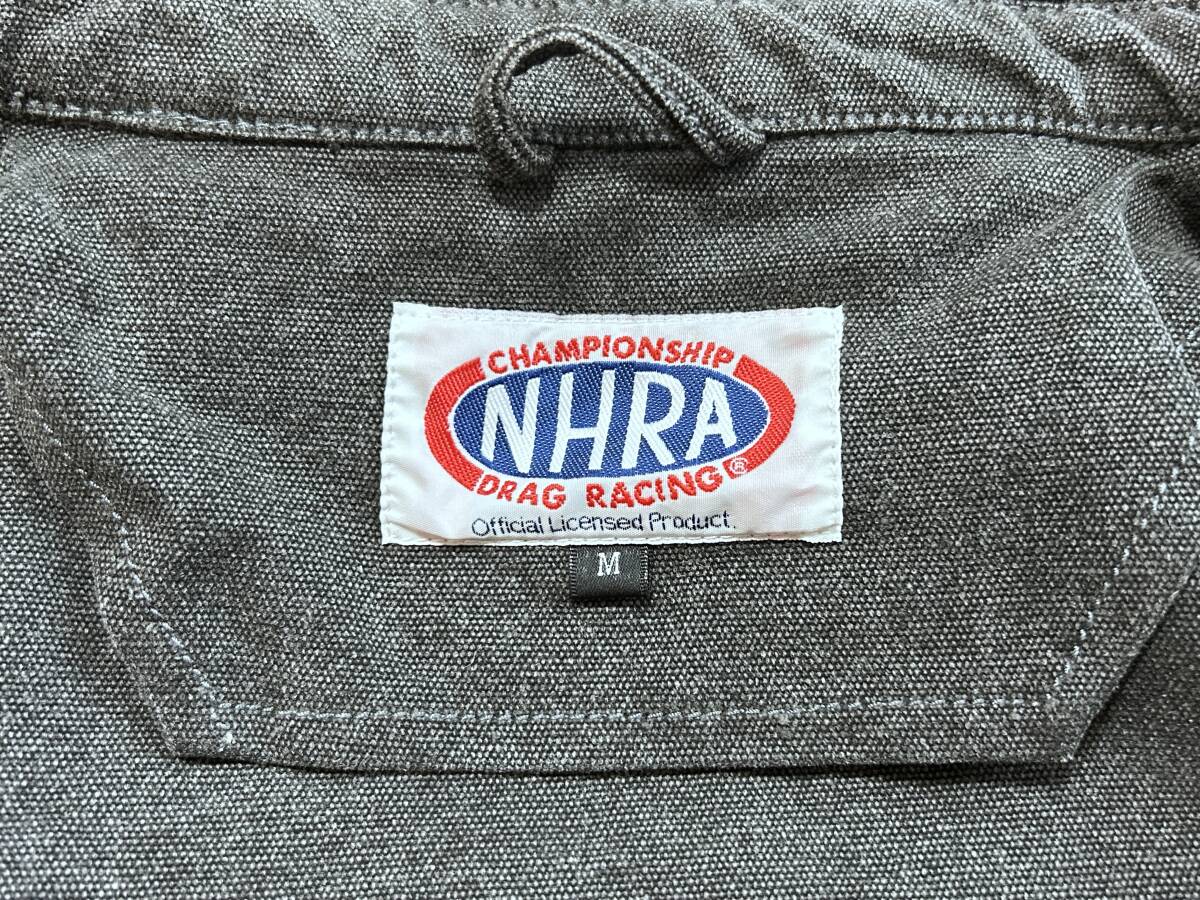 CHAMPIONSHIP
NHRA
DRAG RACING®
Official Licensed Product.
M